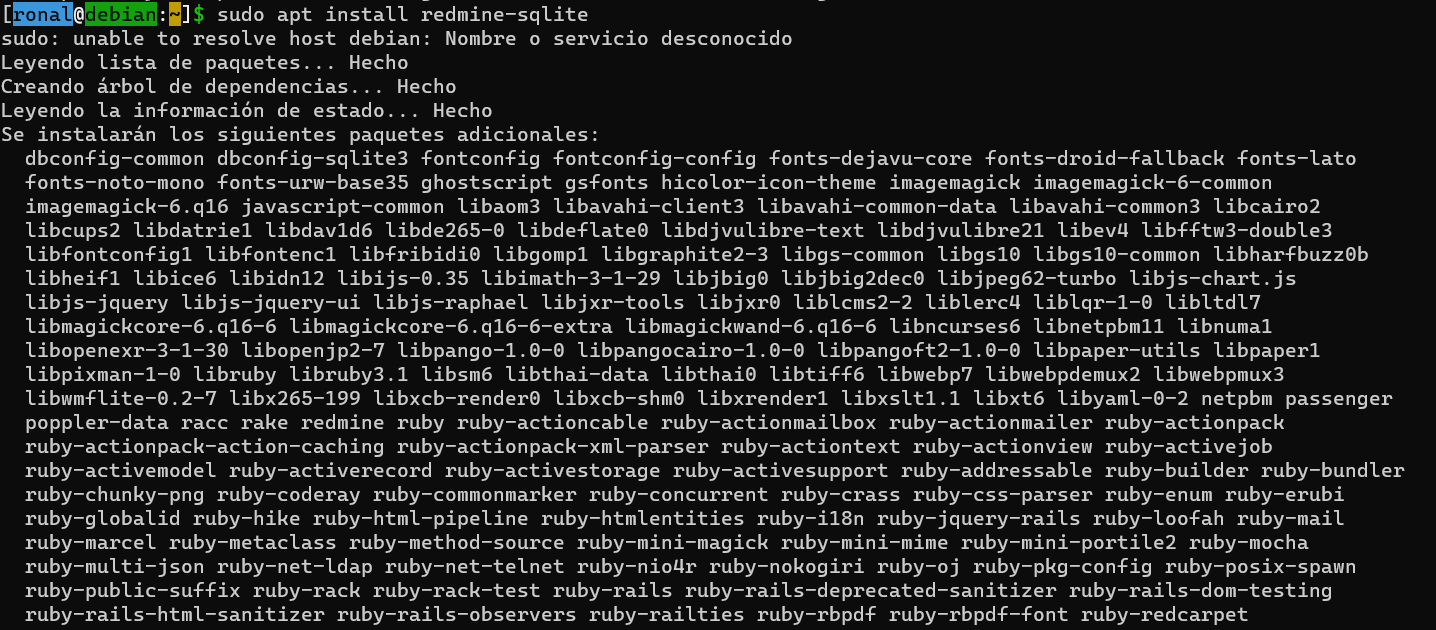 [ronal@debian:~]$ sudo apt install redmine-sqlite
sudo: unable to resolve host debian: Nombre o servicio desconocido
Leyendo lista de paquetes... Hecho
Creando árbol de dependencias... Hecho
Leyendo la información de estado... Hecho
Se instalarán los siguientes paquetes adicionales:
dbconfig-common dbconfig-sqlite3 fontconfig fontconfig-config fonts-dejavu-core fonts-droid-fallback fonts-lato
fonts-noto-mono fonts-urw-base35 ghostscript gsfonts hicolor-icon-theme imagemagick imagemagick-6-common
imagemagick-6.q16 javascript-common libaom3 libavahi-client3 libavahi-common-data libavahi-common3 libcairo2
libcups2 libdatrie1 libdav1d6 libde265-0 libdeflate0 libdjvulibre-text libdjvulibre21 libev4 libfftw3-double3
libfontconfig1 libfontenc1 libfribidi0 libgomp1 libgraphite2-3 libgs-common libgs10 libgs10-common libharfbuzz0b
libheif1 libice6 libidn12 libijs-0.35 libimath-3-1-29 libjbig0 libjbig2dec0 libjpeg62-turbo libjs-chart.js
libjs-jquery libjs-jquery-ui libjs-raphael libjxr-tools libjxr0 liblcms2-2 liblerc4 liblqr-1-0 libltdl7
libmagickcore-6.q16-6 libmagickcore-6.q16-6-extra libmagickwand-6.q16-6 libncurses6 libnetpbm11 libnuma1
libopenexr-3-1-30 libopenjp2-7 libpango-1.0-0 libpangocairo-1.0-0 libpangoft2-1.0-0 libpaper-utils libpaper1
libpixman-1-0 libruby libruby3.1 libsm6 libthai-data libthai0 libtiff6 libwebp7 libwebpdemux2 libwebpmux3
libwmflite-0.2-7 libx265-199 libxcb-render0 libxcb-shm0 libxrender1 libxslt1.1 libxt6 libyaml-0-2 netpbm passenger
poppler-data racc rake redmine ruby ruby-actioncable ruby-actionmailbox ruby-actionmailer ruby-actionpack
ruby-actionpack-action-caching ruby-actionpack-xml-parser ruby-actiontext ruby-actionview ruby-activejob
ruby-activemodel ruby-activerecord ruby-activestorage ruby-activesupport ruby-addressable ruby-builder ruby-bundler
ruby-chunky-png ruby-coderay ruby-commonmarker ruby-concurrent ruby-crass ruby-css-parser ruby-enum ruby-erubi
ruby-globalid ruby-hike ruby-html-pipeline ruby-htmlentities ruby-i18n ruby-jquery-rails ruby-loofah ruby-mail
ruby-marcel ruby-metaclass ruby-method-source ruby-mini-magick ruby-mini-mime ruby-mini-portile2 ruby-mocha
ruby-multi-json ruby-net-ldap ruby-net-telnet ruby-nio4r ruby-nokogiri ruby-oj ruby-pkg-config ruby-posix-spawn
ruby-public-suffix ruby-rack ruby-rack-test ruby-rails ruby-rails-deprecated-sanitizer ruby-rails-dom-testing
ruby-rails-html-sanitizer ruby-rails-observers ruby-railties ruby-rbpdf ruby-rbpdf-font ruby-redcarpet